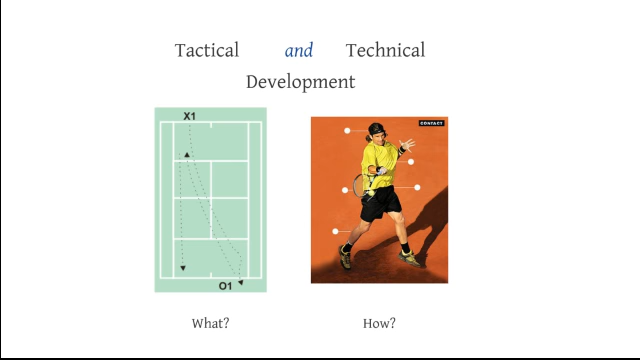 Tactical and Technical
Development
X1
CONTACT
O1
What? How?